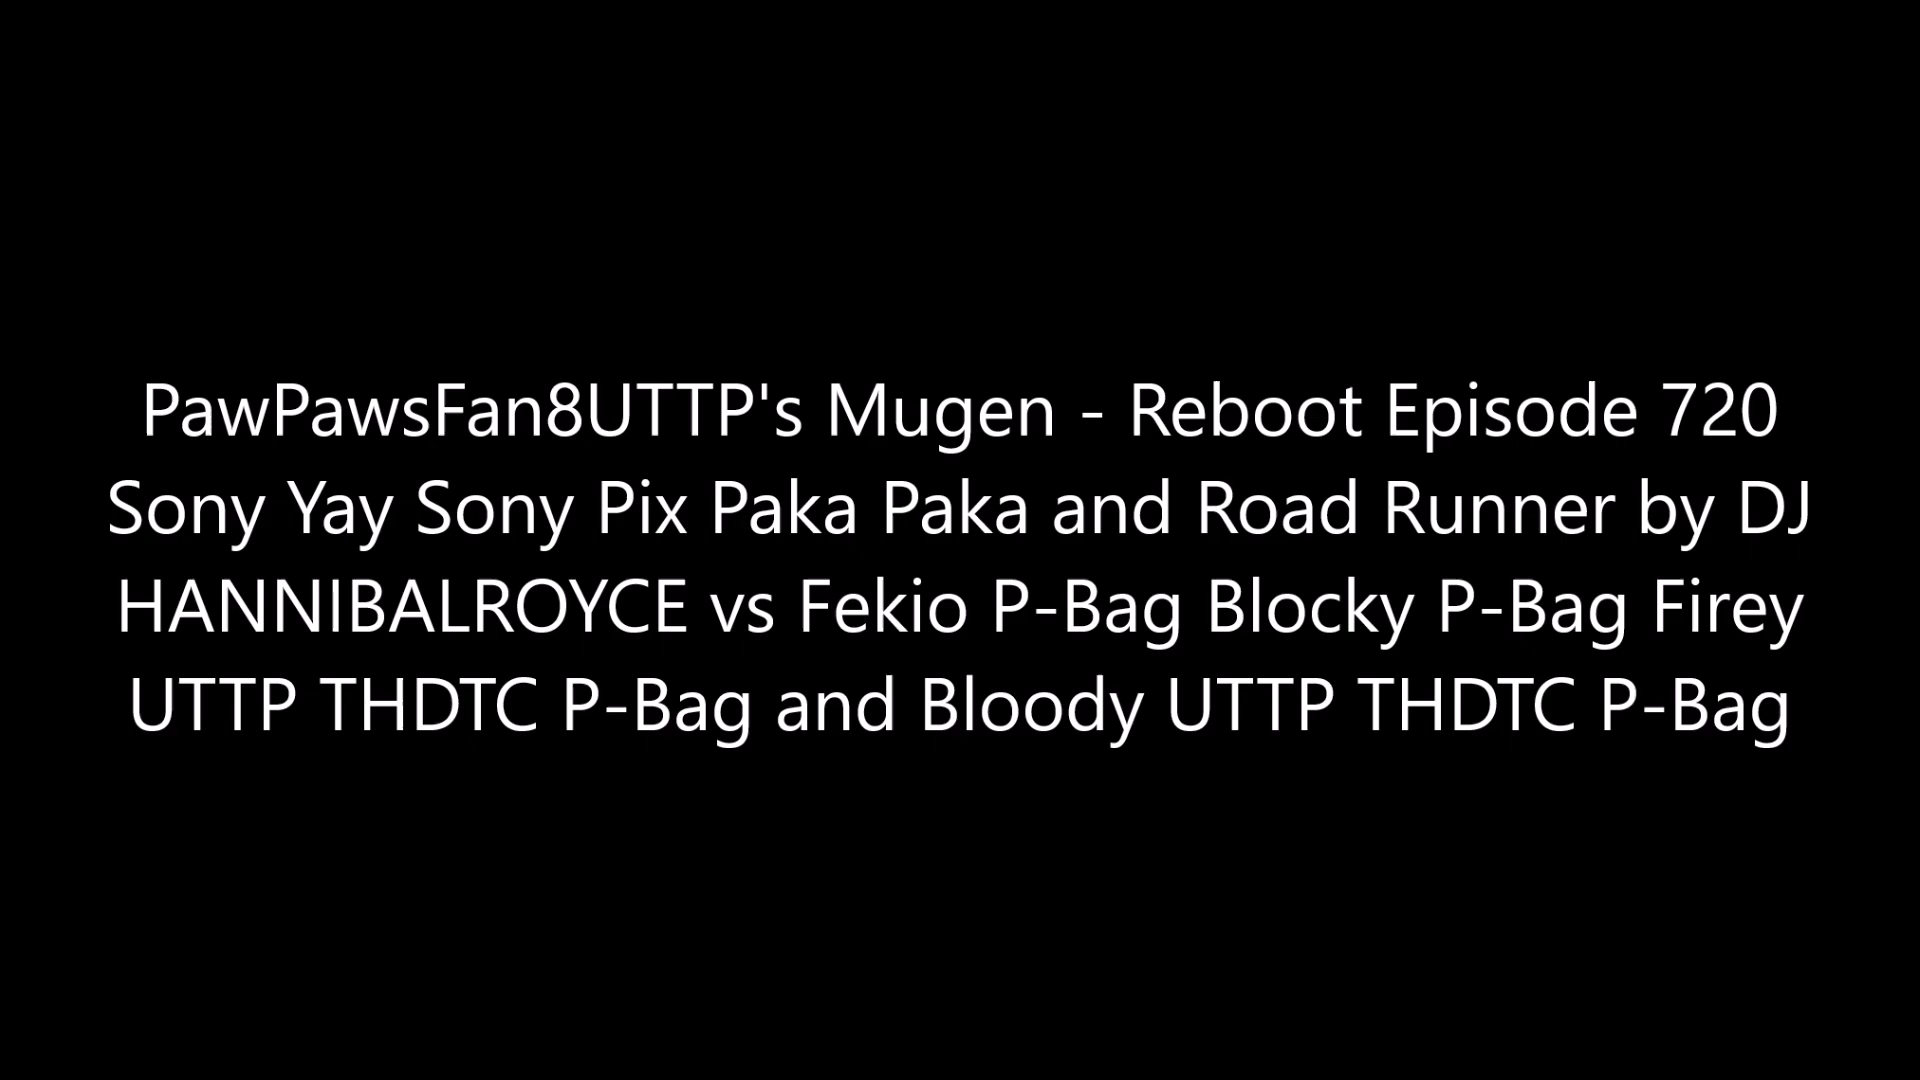 PawPawsFan8UTTP's Mugen - Reboot Episode 720
Sony Yay Sony Pix Paka Paka and Road Runner by DJ
HANNIBALROYCE vs Fekio P-Bag Blocky P-Bag Firey
UTTP THDTC P-Bag and Bloody UTTP THDTC P-Bag